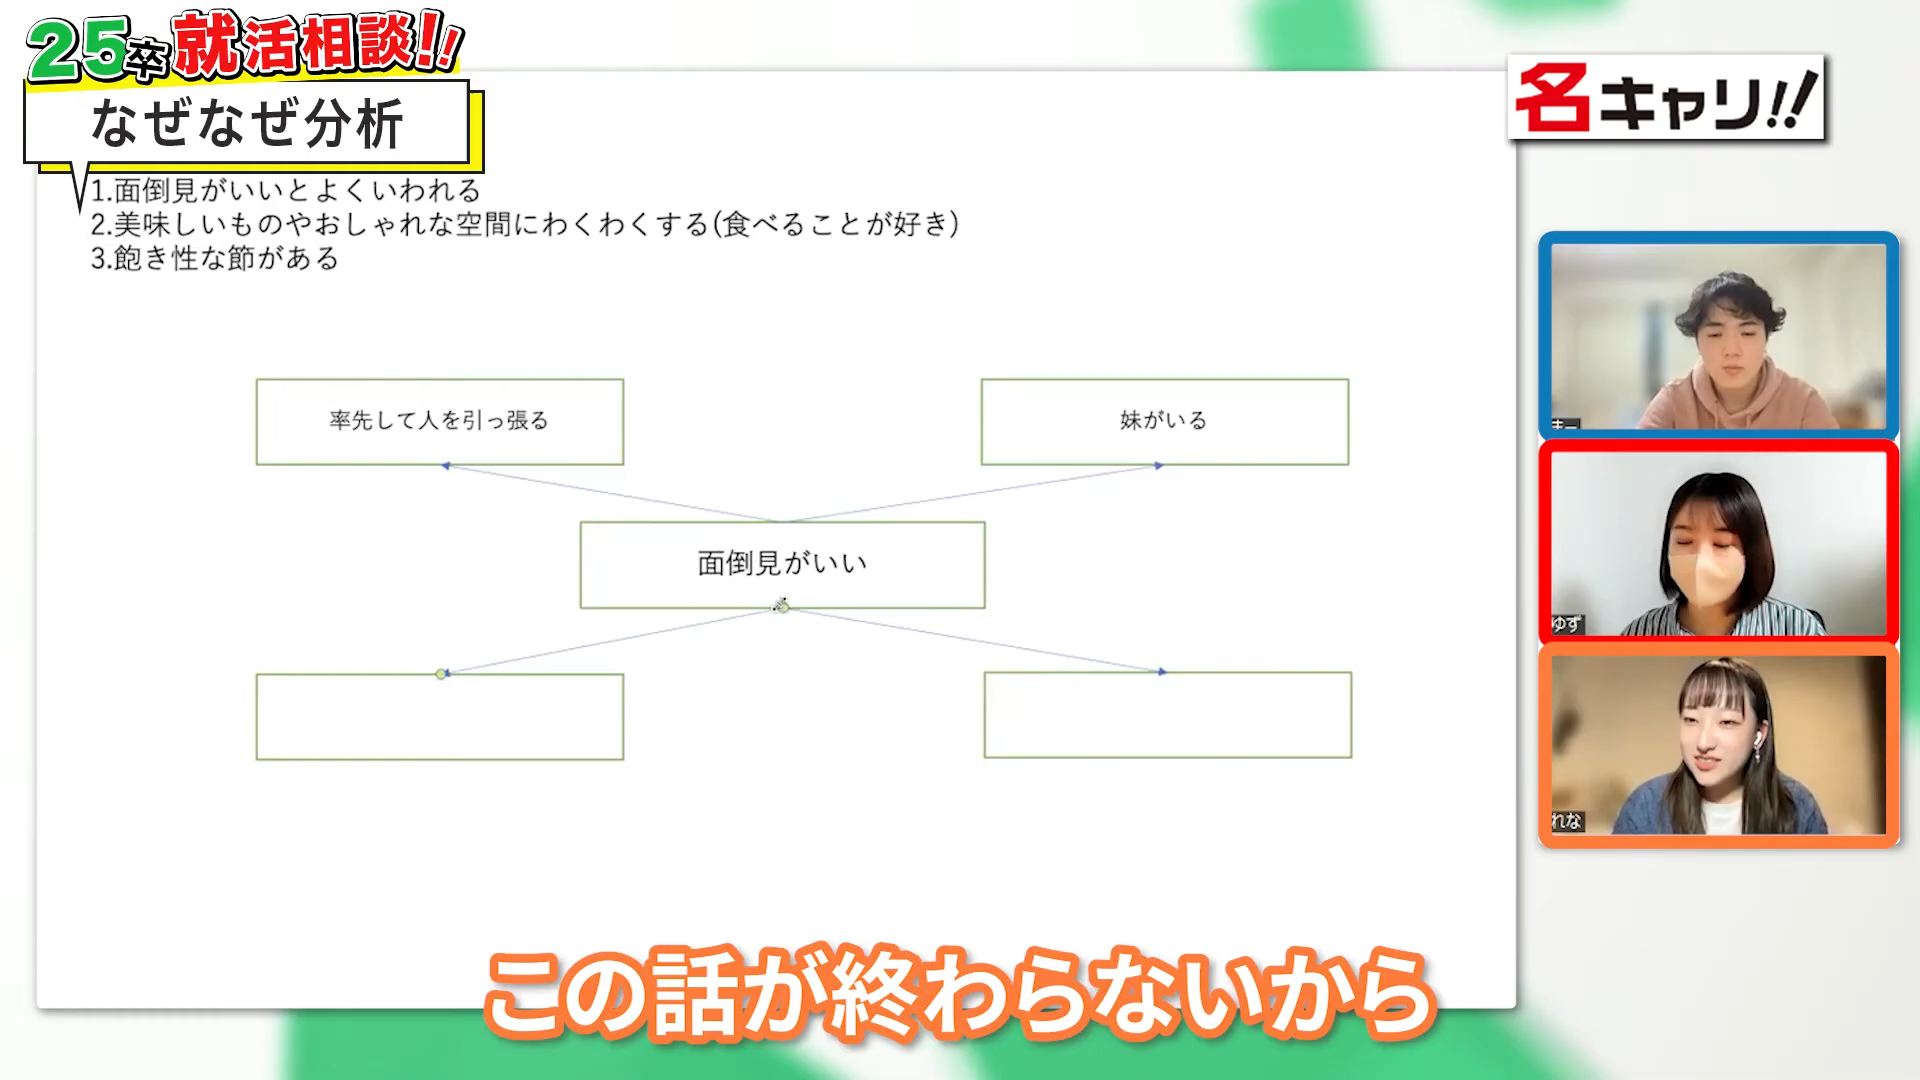 25卒就活相談!!
なぜなぜ分析
名キャリ!!
1.面倒見がいいとよくいわれる
2.美味しいものやおしゃれな空間にわくわくする(食べることが好き)
3.飽き性な節がある
率先して人を引っ張る
妹がいる
面倒見がいい
ゆず
れな
この話が終わらないから